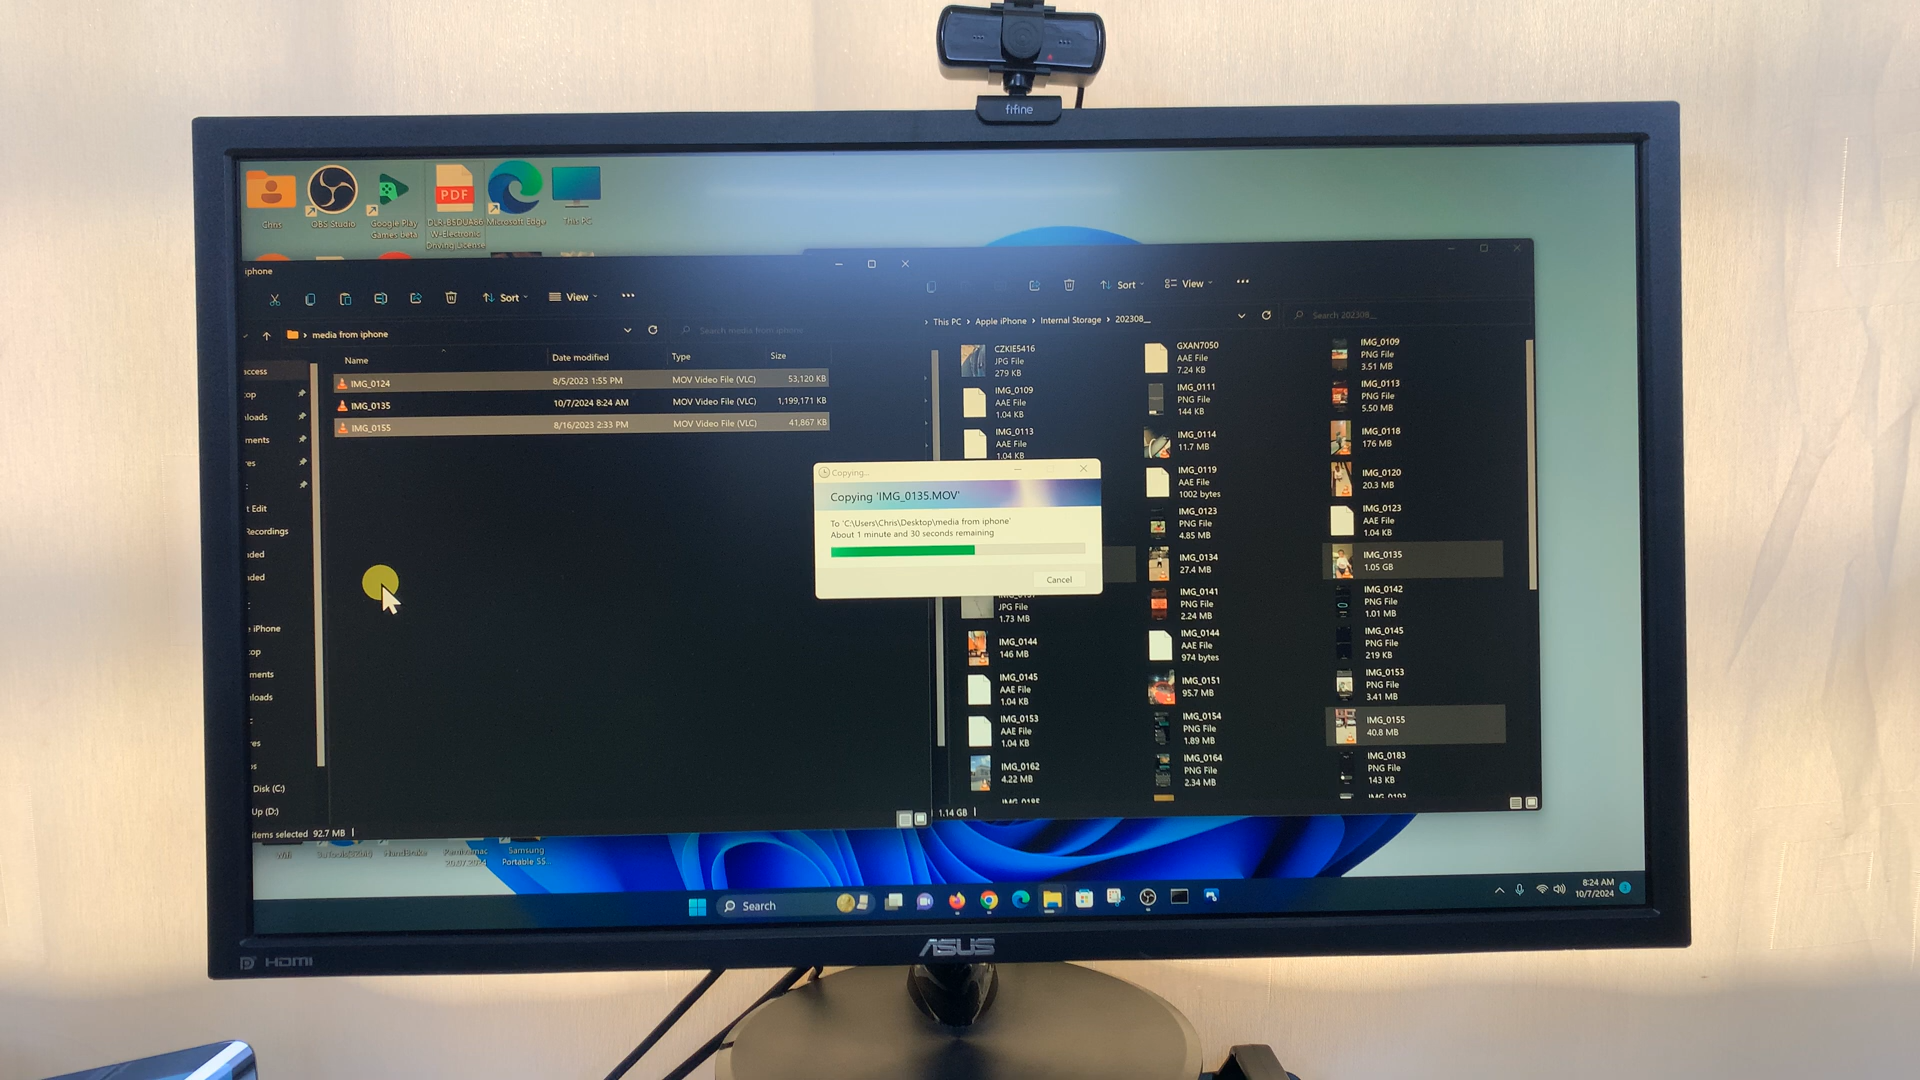 fifine
Chris
OBS Studio
Google Play
Games beta
PDF
W-Electronic
Driving License
Microsoft Edge
This PC
iphone
Sort
View
media from iphone
Search media from iphone
Name
Date modified
Type
Size
IMG_0124
8/5/2023 1:55 PM
MOV Video File (VLC)
53,120 KB
IMG_0135
10/7/2024 8:24 AM
MOV Video File (VLC)
1,199,171 KB
IMG_0155
8/16/2023 2:33 PM
MOV Video File (VLC)
41,867 KB
access
op
loads
ments
res
t Edit
Recordings
ded
ded
iPhone
op
ments
loads
res
Disk (C:)
Up (D:)
items selected 92.7 MB
Sort
View
This PC
Apple iPhone
Internal Storage
202308__
Search 202308__
CZKIE5416
JPG File
279 KB
GXAN7050
AAE File
7.24 KB
IMG_0109
PNG File
3.51 MB
IMG_0109
AAE File
1.04 KB
IMG_0111
PNG File
144 KB
IMG_0113
PNG File
5.50 MB
IMG_0113
AAE File
1.04 KB
IMG_0114
11.7 MB
IMG_0118
176 MB
IMG_0119
AAE File
1002 bytes
IMG_0120
20.3 MB
IMG_0123
PNG File
4.85 MB
IMG_0123
AAE File
1.04 KB
IMG_0134
27.4 MB
IMG_0135
1.05 GB
JPG File
1.73 MB
IMG_0141
PNG File
2.24 MB
IMG_0142
PNG File
1.01 MB
IMG_0144
146 MB
IMG_0144
AAE File
974 bytes
IMG_0145
PNG File
219 KB
IMG_0145
AAE File
1.04 KB
IMG_0151
95.7 MB
IMG_0153
PNG File
3.41 MB
IMG_0153
AAE File
1.04 KB
IMG_0154
PNG File
1.89 MB
IMG_0155
40.8 MB
IMG_0162
4.22 MB
IMG_0164
PNG File
2.34 MB
IMG_0183
PNG File
143 KB
1.14 GB
Copying...
Copying 'IMG_0135.MOV'
To 'C:\Users\Chris\Desktop\media from iphone'
About 1 minute and 30 seconds remaining
Cancel
Wifi
HandBrake
Samsung
Portable SS...
Search
8:24 AM
10/7/2024
ASUS
HDMI